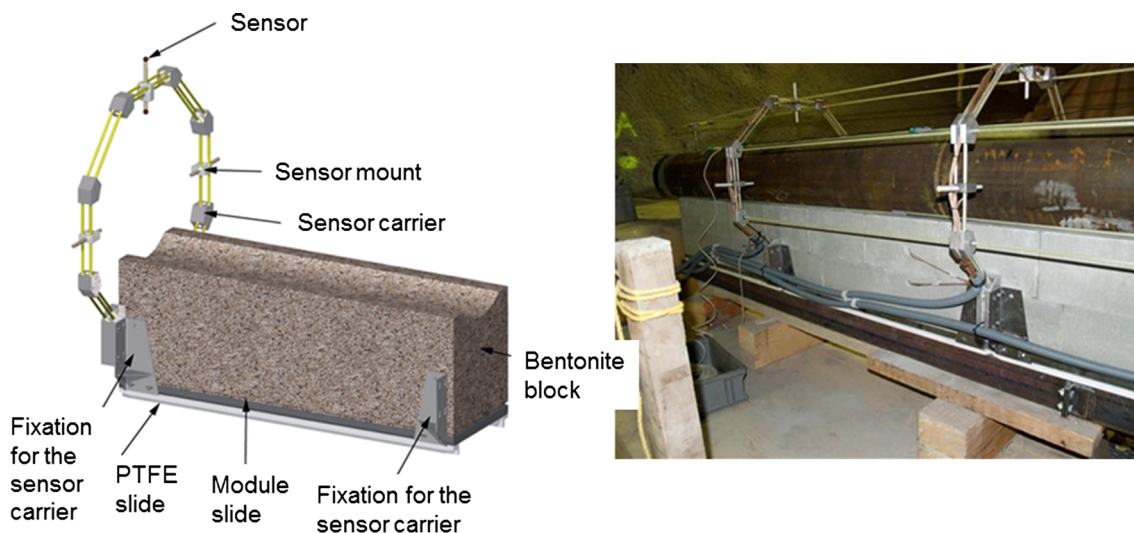 Sensor
Sensor mount
Sensor carrier
Bentonite
block
Fixation
for the
sensor
carrier
PTFE
slide
Module
slide
Fixation for the
sensor carrier